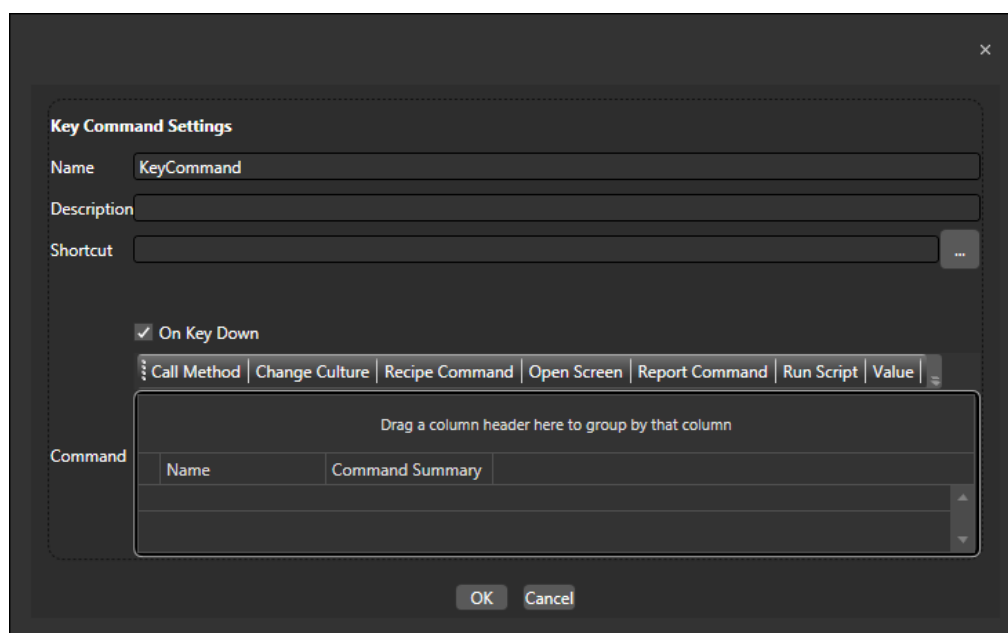 ×
Key Command Settings
Name KeyCommand
Description
Shortcut ...
On Key Down
Call Method Change Culture Recipe Command Open Screen Report Command Run Script Value
Drag a column header here to group by that column
Command
Name Command Summary
OK Cancel